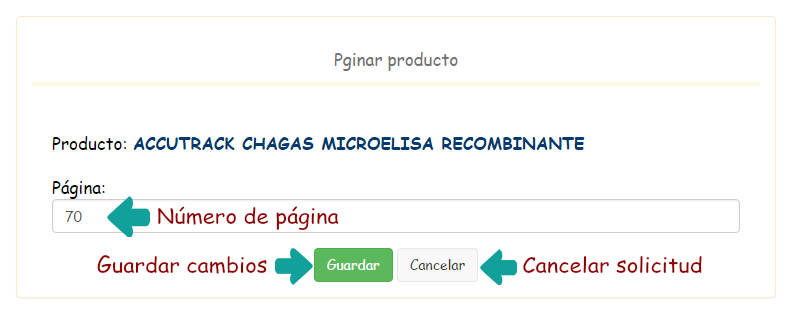 Pginar producto
Producto: ACCUTRACK CHAGAS MICROELISA RECOMBINANTE
Página:
70 Número de página
Guardar cambios Guardar Cancelar Cancelar solicitud